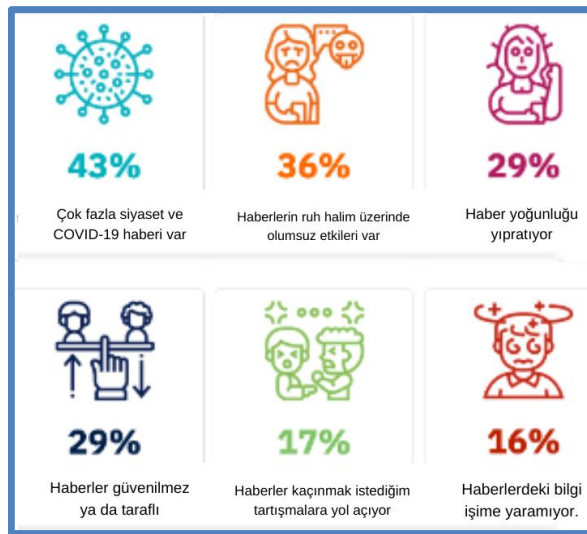 43%
Çok fazla siyaset ve
COVID-19 haberi var
36%
Haberlerin ruh halim üzerinde
olumsuz etkileri var
29%
Haber yoğunluğu
yıpratıyor
29%
Haberler güvenilmez
ya da taraflı
17%
Haberler kaçınmak istediğim
tartışmalara yol açıyor
16%
Haberlerdeki bilgi
işime yaramıyor.